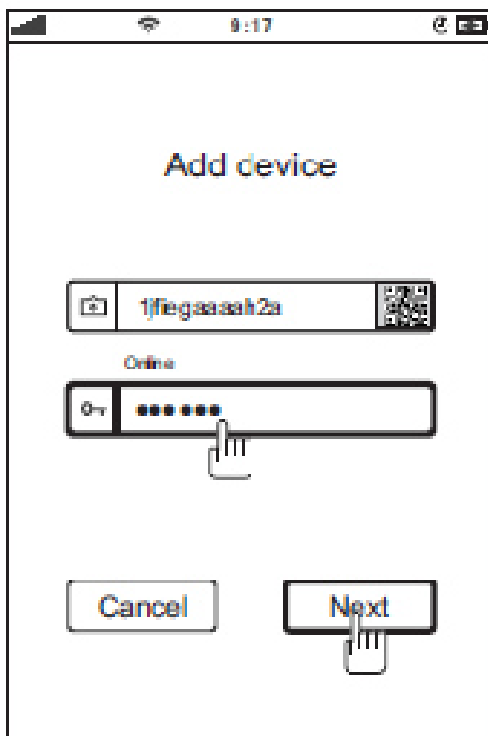 9:17
Add device
1jfiegaaaah2a
Online
••••••
Cancel
Next